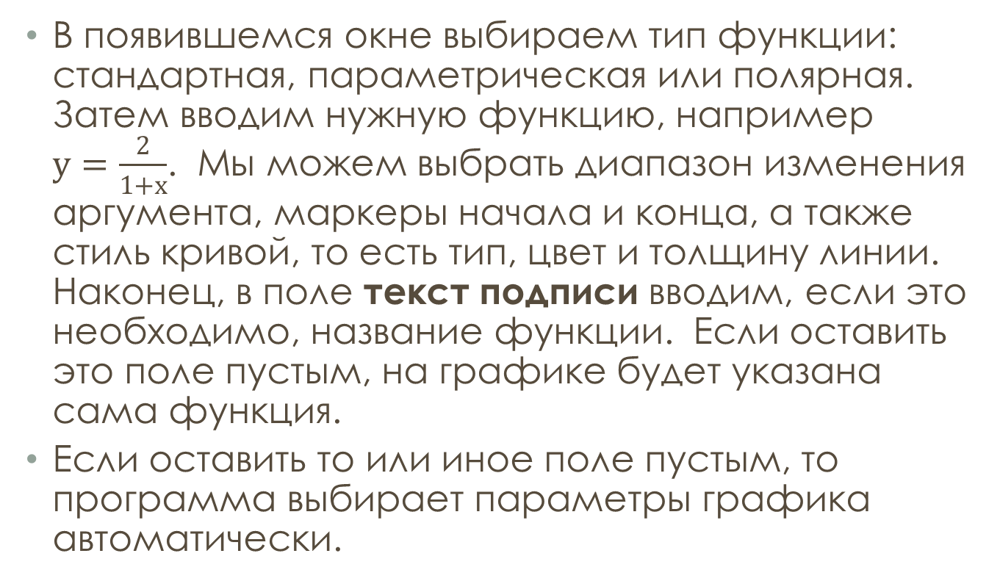 • В появившемся окне выбираем тип функции:
стандартная, параметрическая или полярная.
Затем вводим нужную функцию, например
y = 2/(1+x).  Мы можем выбрать диапазон изменения
аргумента, маркеры начала и конца, а также
стиль кривой, то есть тип, цвет и толщину линии.
Наконец, в поле текст подписи вводим, если это
необходимо, название функции.  Если оставить
это поле пустым, на графике будет указана
сама функция.
• Если оставить то или иное поле пустым, то
программа выбирает параметры графика
автоматически.